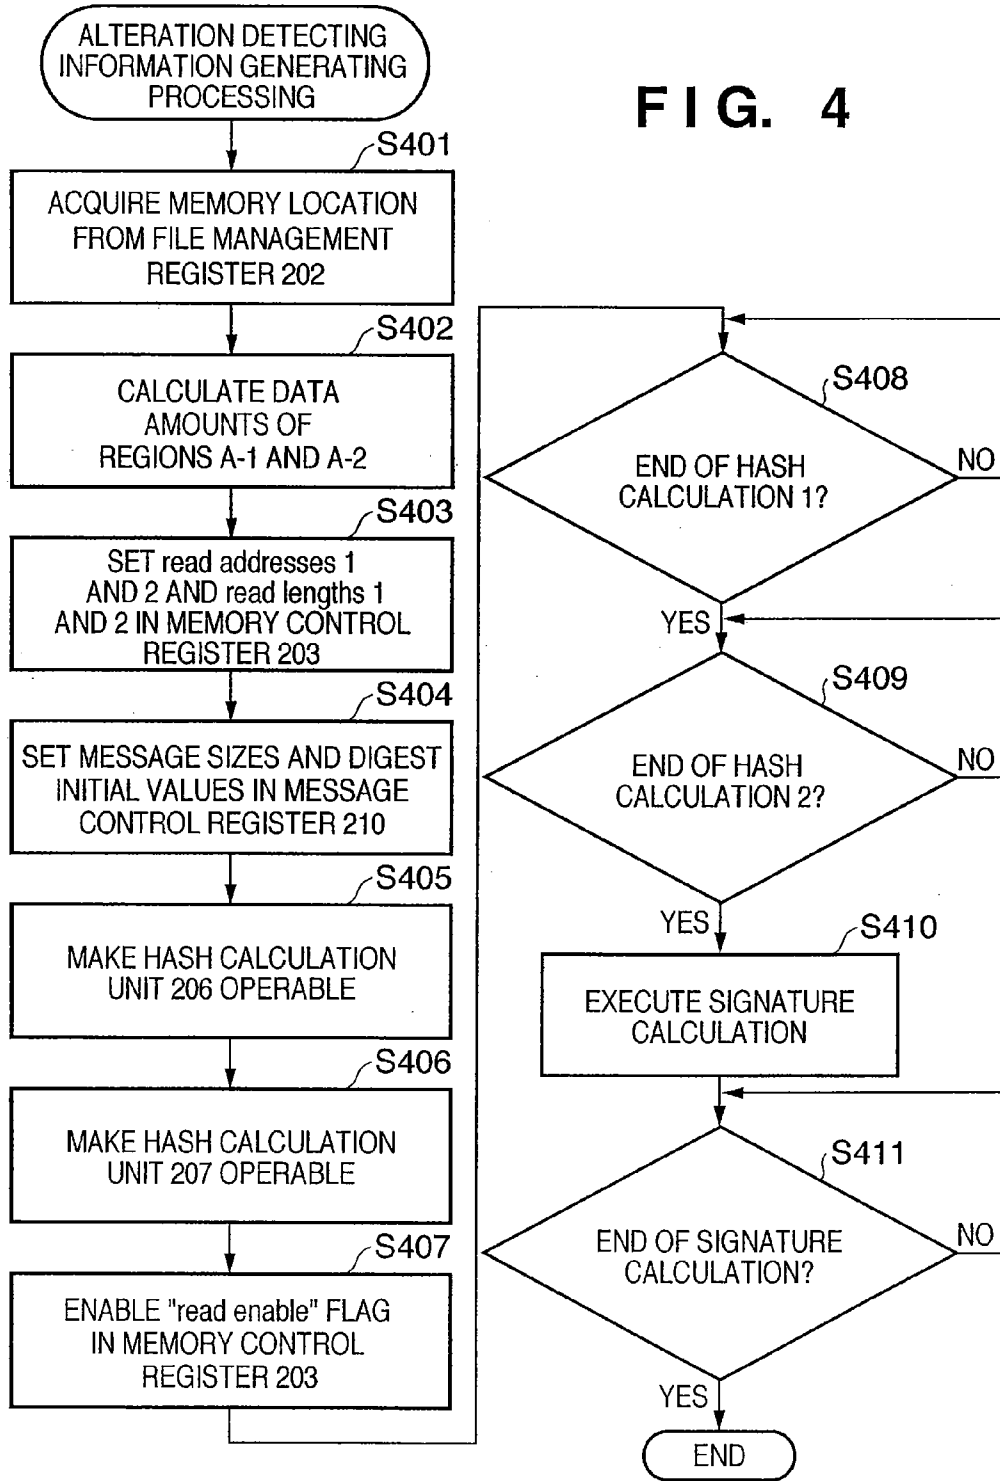 ALTERATION DETECTING
INFORMATION GENERATING
PROCESSING
FIG. 4
S401
ACQUIRE MEMORY LOCATION
FROM FILE MANAGEMENT
REGISTER 202
S402
CALCULATE DATA
AMOUNTS OF
REGIONS A-1 AND A-2
S403
SET read addresses 1
AND 2 AND read lengths 1
AND 2 IN MEMORY CONTROL
REGISTER 203
S404
SET MESSAGE SIZES AND DIGEST
INITIAL VALUES IN MESSAGE
CONTROL REGISTER 210
S405
MAKE HASH CALCULATION
UNIT 206 OPERABLE
S406
MAKE HASH CALCULATION
UNIT 207 OPERABLE
S407
ENABLE "read enable" FLAG
IN MEMORY CONTROL
REGISTER 203
S408
END OF HASH
CALCULATION 1?
NO
YES
S409
END OF HASH
CALCULATION 2?
NO
YES
S410
EXECUTE SIGNATURE
CALCULATION
S411
END OF SIGNATURE
CALCULATION?
NO
YES
END